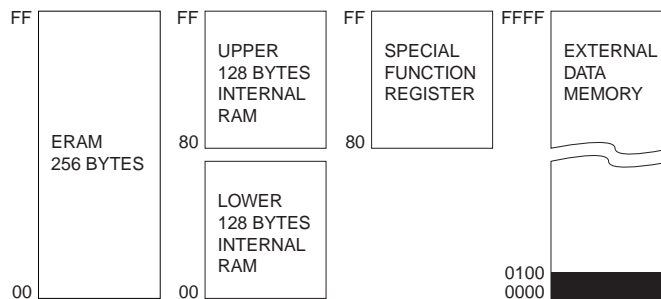 FF
ERAM
256 BYTES
00
FF
UPPER
128 BYTES
INTERNAL
RAM
80
LOWER
128 BYTES
INTERNAL
RAM
00
FF
SPECIAL
FUNCTION
REGISTER
80
FFFF
EXTERNAL
DATA
MEMORY
0100
0000